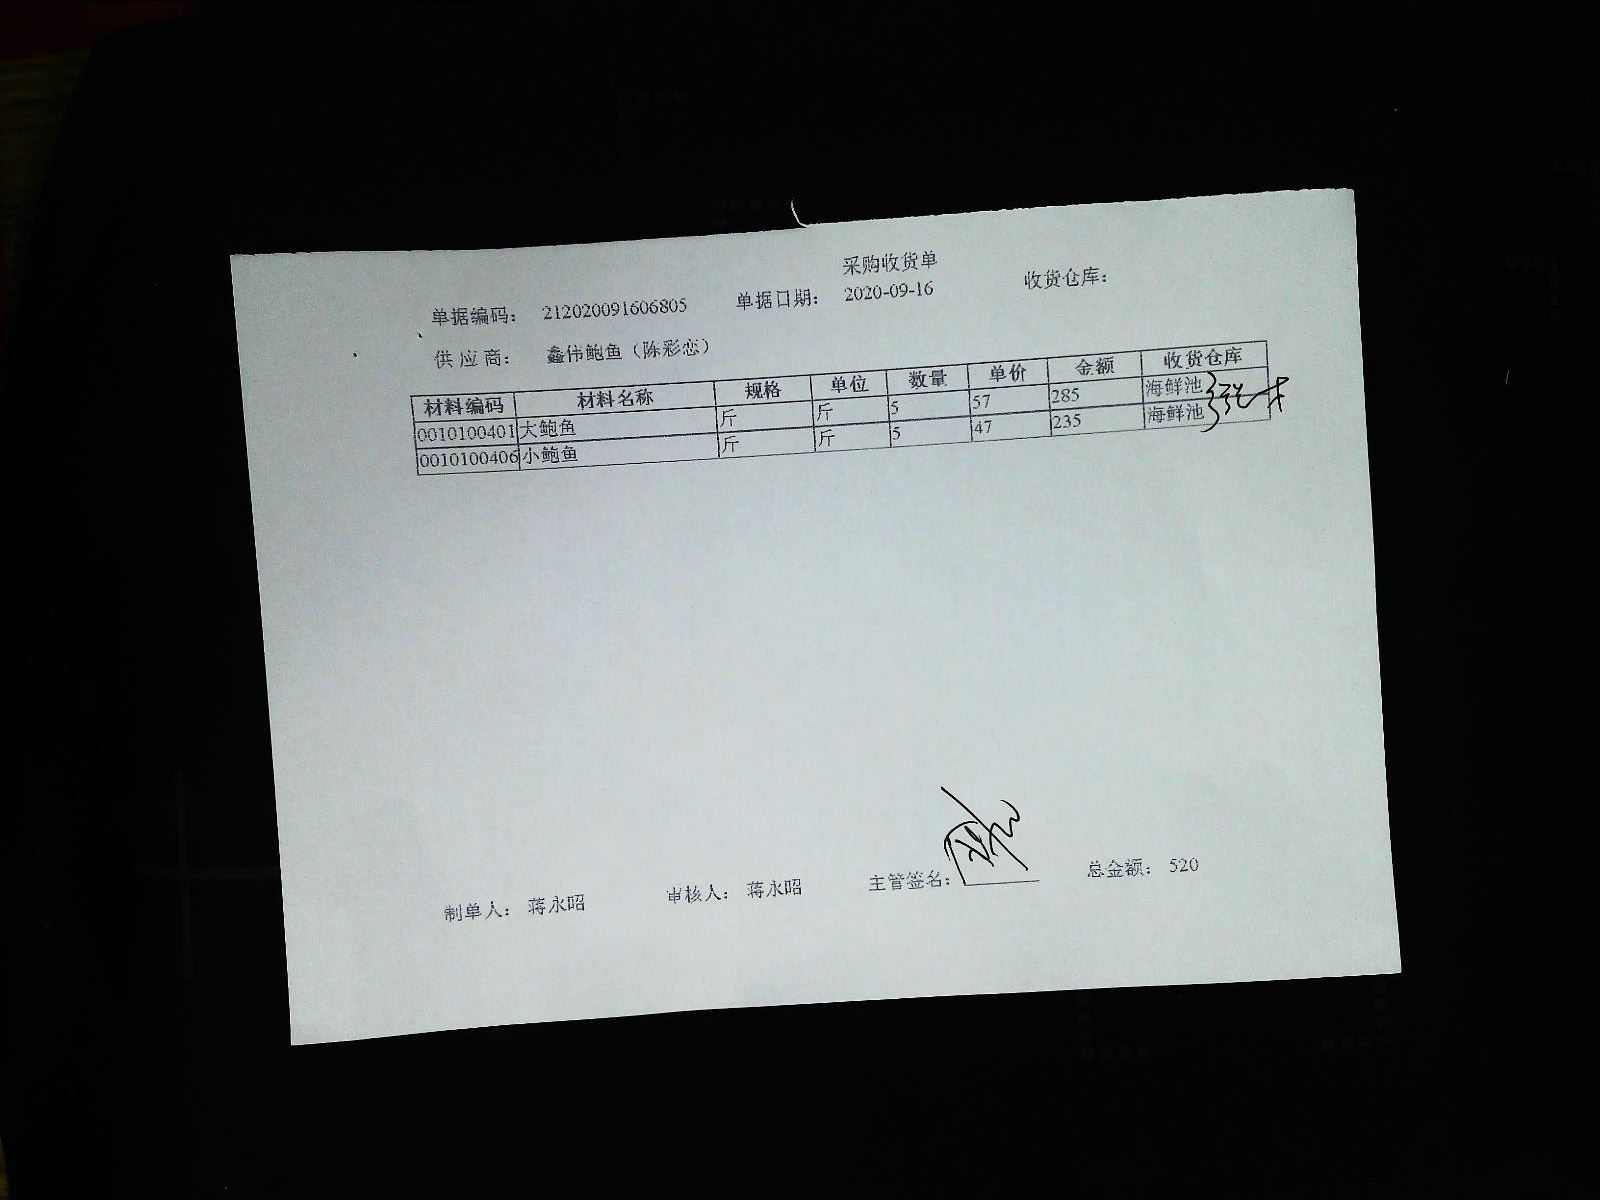 采购收货单
单据编码： 212020091606805 单据日期： 2020-09-16 收货仓库：
供 应 商： 鑫伟鲍鱼（陈彩恋）
材料编码 材料名称 规格 单位 数量 单价 金额 收货仓库
0010100401 大鲍鱼 斤 斤 5 57 285 海鲜池
0010100406 小鲍鱼 斤 斤 5 47 235 海鲜池
制单人： 蒋永昭 审核人： 蒋永昭 主管签名： 总金额： 520